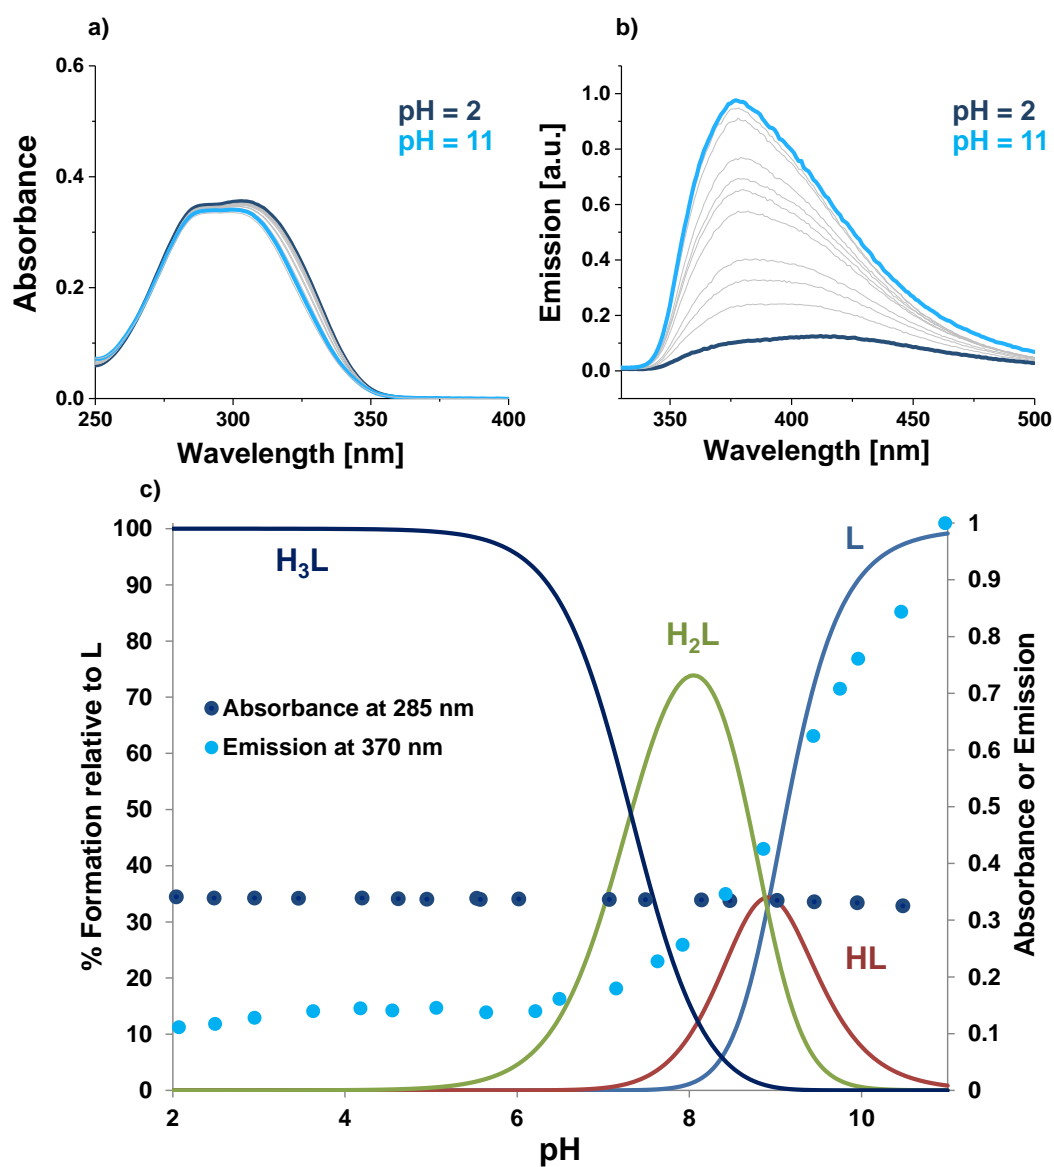 a)
b)
0.6
0.4
0.2
0.0
Absorbance
pH = 2
pH = 11
250
300
350
400
Wavelength [nm]
1.0
0.8
0.6
0.4
0.2
0.0
Emission [a.u.]
pH = 2
pH = 11
350
400
450
500
Wavelength [nm]
c)
100
90
80
70
60
50
40
30
20
10
0
% Formation relative to L
H₃L
H₂L
L
HL
Absorbance at 285 nm
Emission at 370 nm
1
0.9
0.8
0.7
0.6
0.5
0.4
0.3
0.2
0.1
0
Absorbance or Emission
2
4
6
8
10
pH